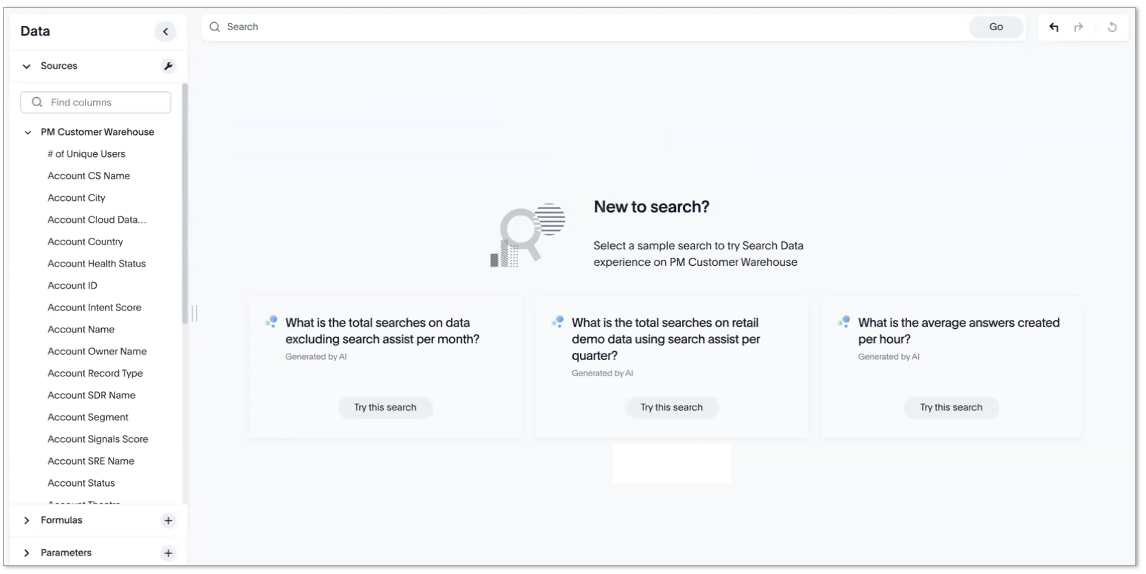 Data
Search
Go
Sources
Find columns
PM Customer Warehouse
# of Unique Users
Account CS Name
Account City
Account Cloud Data...
Account Country
Account Health Status
Account ID
Account Intent Score
Account Name
Account Owner Name
Account Record Type
Account SDR Name
Account Segment
Account Signals Score
Account SRE Name
Account Status
Formulas
Parameters
New to search?
Select a sample search to try Search Data
experience on PM Customer Warehouse
What is the total searches on data
excluding search assist per month?
Generated by AI
Try this search
What is the total searches on retail
demo data using search assist per
quarter?
Generated by AI
Try this search
What is the average answers created
per hour?
Generated by AI
Try this search